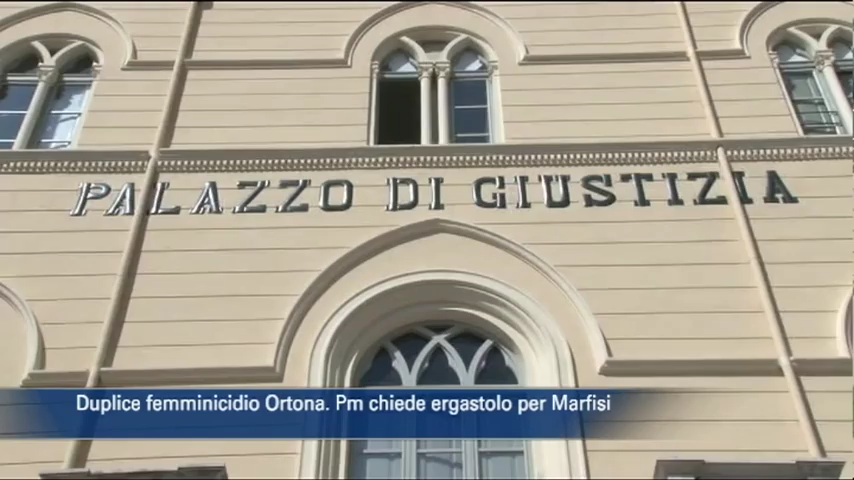 PALAZZO DI GIUSTIZIA
Duplice femminicidio Ortona. Pm chiede ergastolo per Marfisi